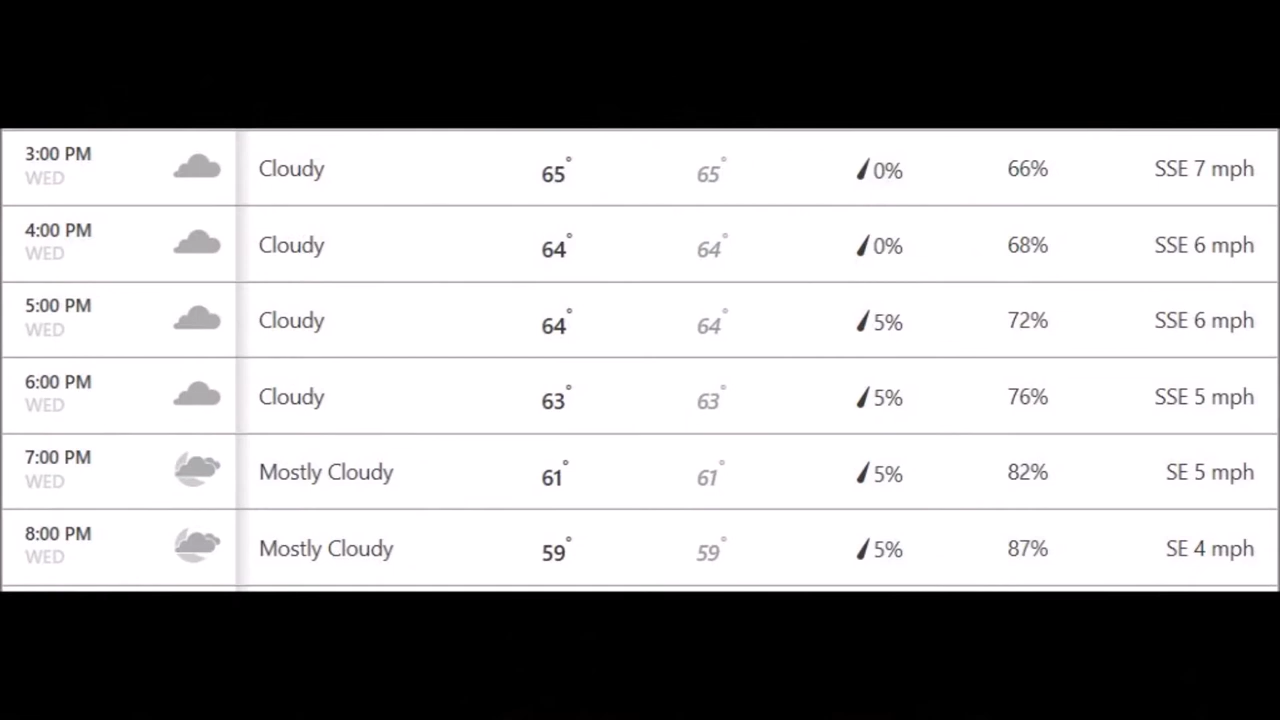 3:00 PM
WED
Cloudy 65° 65° 0% 66% SSE 7 mph
4:00 PM
WED
Cloudy 64° 64° 0% 68% SSE 6 mph
5:00 PM
WED
Cloudy 64° 64° 5% 72% SSE 6 mph
6:00 PM
WED
Cloudy 63° 63° 5% 76% SSE 5 mph
7:00 PM
WED
Mostly Cloudy 61° 61° 5% 82% SE 5 mph
8:00 PM
WED
Mostly Cloudy 59° 59° 5% 87% SE 4 mph